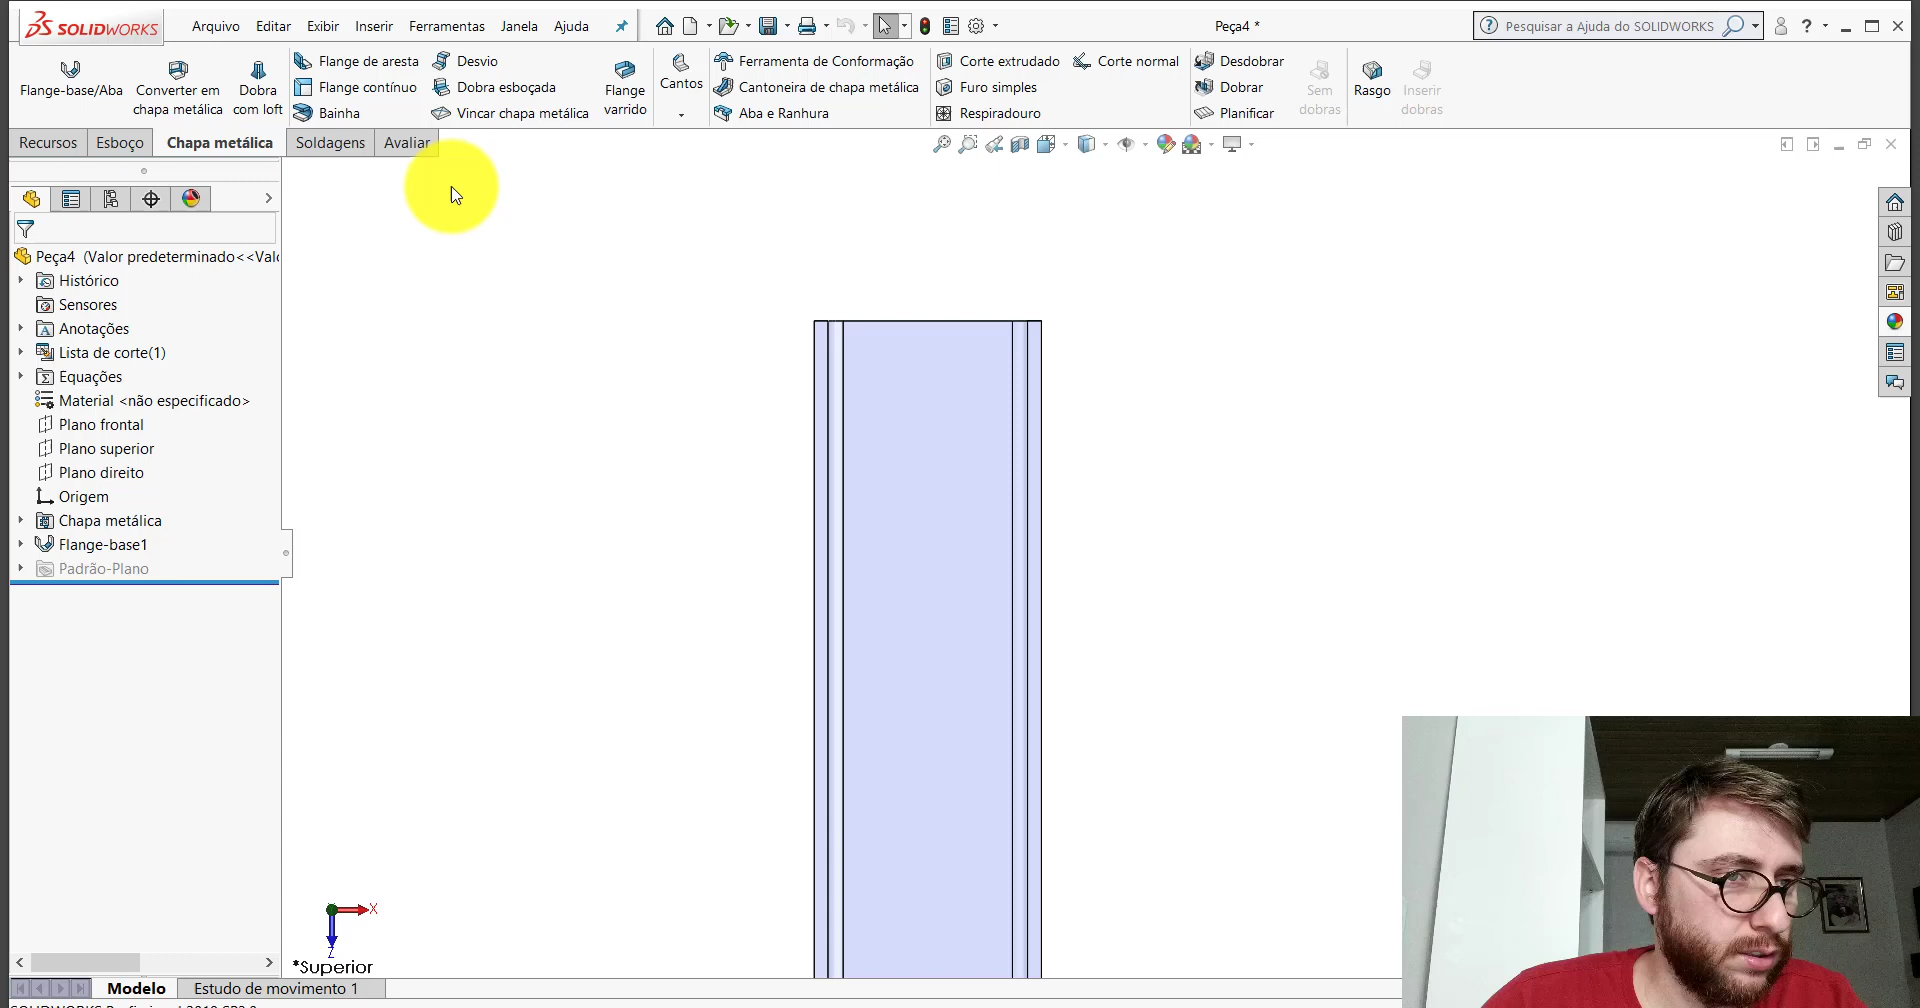 SOLIDWORKS
Arquivo Editar Exibir Inserir Ferramentas Janela Ajuda
Peça4 *
Pesquisar a Ajuda do SOLIDWORKS
Flange-base/Aba
Converter em chapa metálica
Dobra com loft
Flange de aresta
Flange contínuo
Bainha
Desvio
Dobra esboçada
Vincar chapa metálica
Flange varrido
Cantos
Ferramenta de Conformação
Cantoneira de chapa metálica
Aba e Ranhura
Corte extrudado
Furo simples
Respiradouro
Corte normal
Desdobrar
Dobrar
Planificar
Sem dobras
Rasgo
Inserir dobras
Recursos Esboço Chapa metálica Soldagens Avaliar
Peça4 (Valor predeterminado<<Val
Histórico
Sensores
Anotações
Lista de corte(1)
Equações
Material <não especificado>
Plano frontal
Plano superior
Plano direito
Origem
Chapa metálica
Flange-base1
Padrão-Plano
X
Z
*Superior
Modelo Estudo de movimento 1